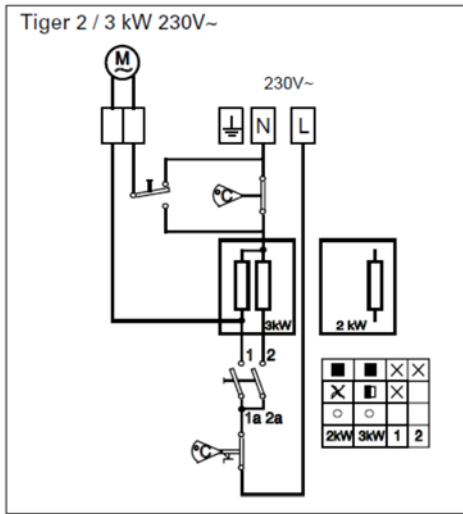 Tiger 2 / 3 kW 230V~
M
230V~
N L
°C
3kW
2 kW
1 2
1a 2a
°C
2kW 3kW 1 2